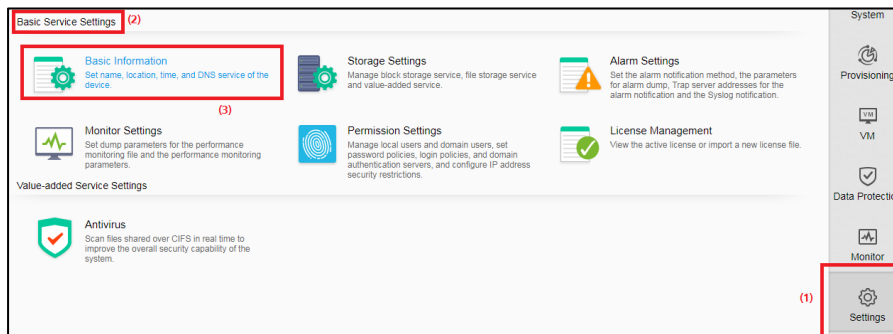 Basic Service Settings (2)
Basic Information
Set name, location, time, and DNS service of the
device.
(3)
Storage Settings
Manage block storage service, file storage service
and value-added service.
Alarm Settings
Set the alarm notification method, the parameters
for alarm dump, Trap server addresses for the
alarm notification and the Syslog notification.
Monitor Settings
Set dump parameters for the performance
monitoring file and the performance monitoring
parameters.
Permission Settings
Manage local users and domain users, set
password policies, login policies, and domain
authentication servers, and configure IP address
security restrictions.
License Management
View the active license or import a new license file.
Value-added Service Settings
Antivirus
Scan files shared over CIFS in real time to
improve the overall security capability of the
system.
System
Provisioning
VM
VM
Data Protectio
Monitor
(1)
Settings